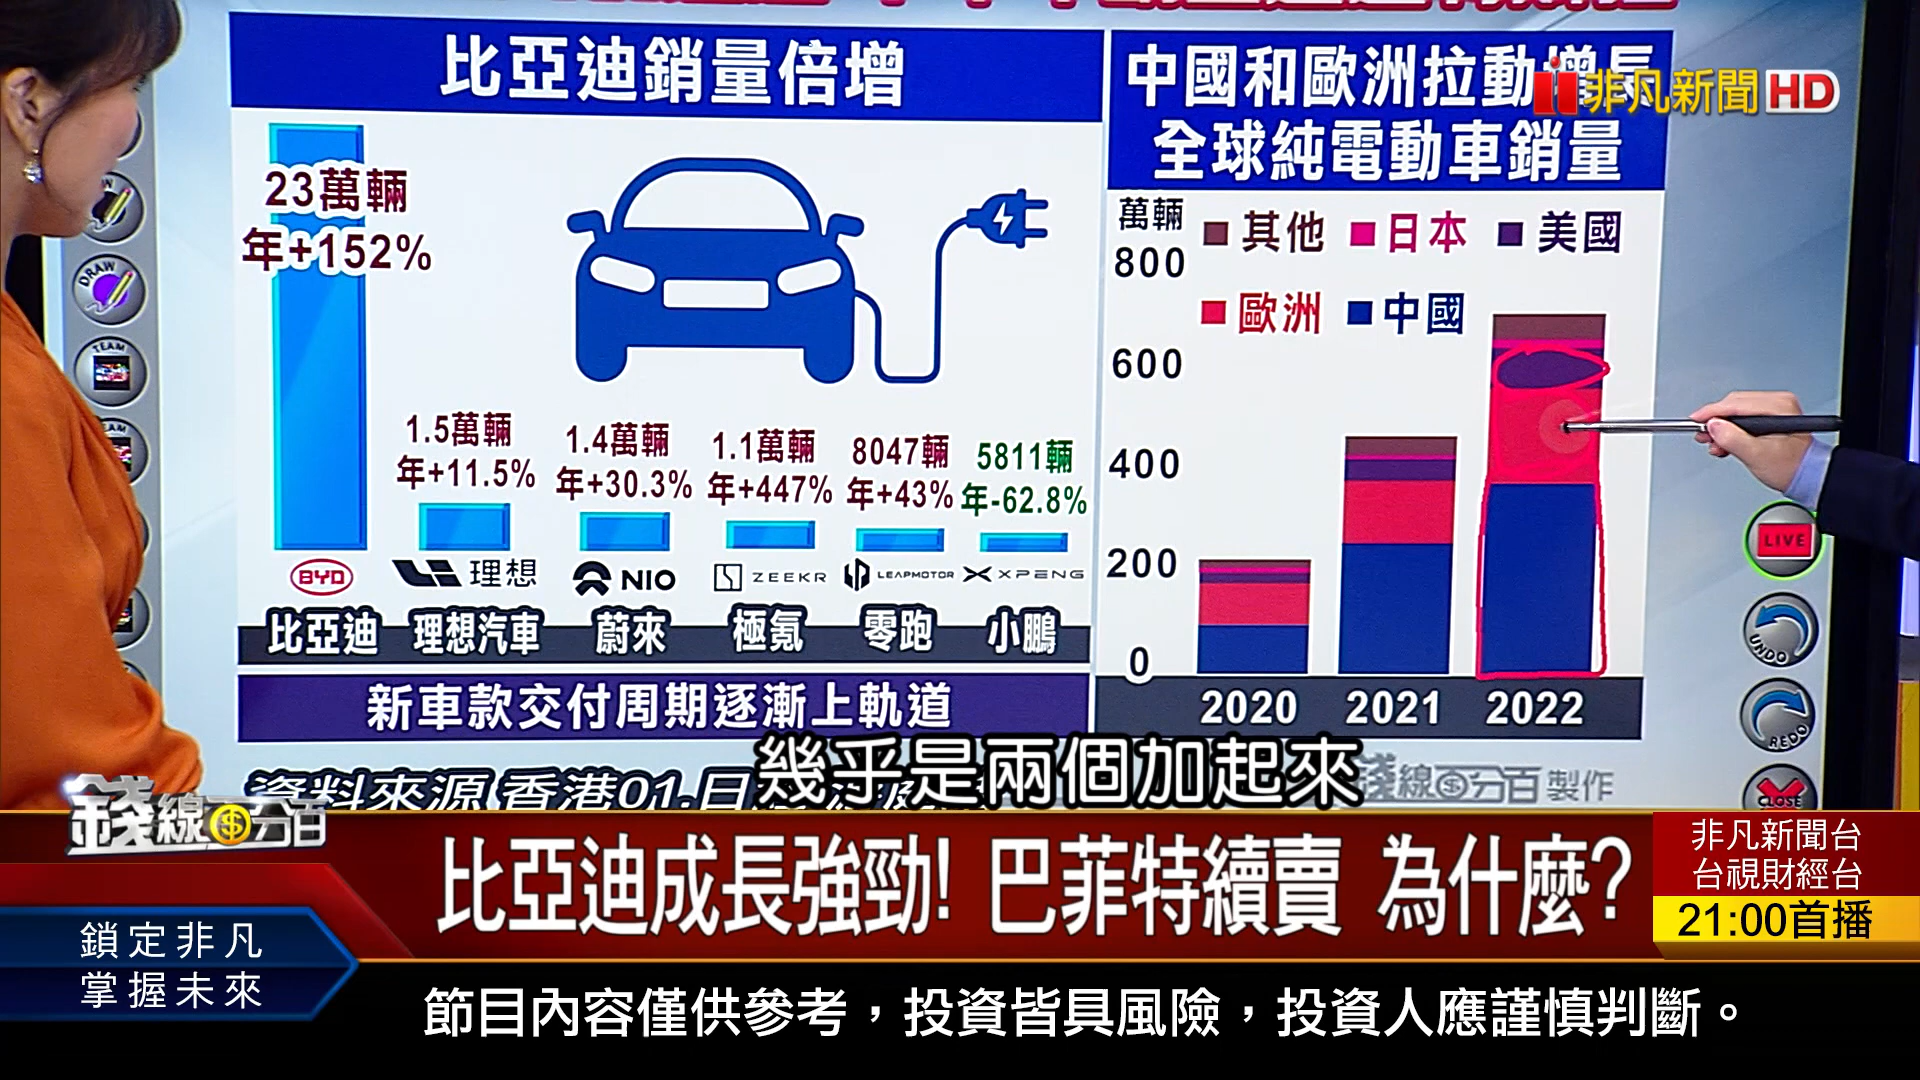 比亞迪銷量倍增
23萬輛
年+152%
1.5萬輛
年+11.5%
1.4萬輛
年+30.3%
1.1萬輛
年+447%
8047輛
年+43%
5811輛
年-62.8%
BYD
理想
NIO
ZEEKR
LEAPMOTOR
XPENG
比亞迪 理想汽車 蔚來 極氪 零跑 小鵬
新車款交付周期逐漸上軌道
資料來源 香港01.日
中國和歐洲拉動增長
全球純電動車銷量
非凡新聞HD
萬輛
其他 日本 美國
歐洲 中國
800
600
400
200
0
2020 2021 2022
DRAW
TEAM
LIVE
UNDO
REDO
CLOSE
錢線百分百 製作
幾乎是兩個加起來
錢線百分百
比亞迪成長強勁! 巴菲特續賣 為什麼?
非凡新聞台
台視財經台
21:00首播
鎖定非凡
掌握未來
節目內容僅供參考,投資皆具風險,投資人應謹慎判斷。